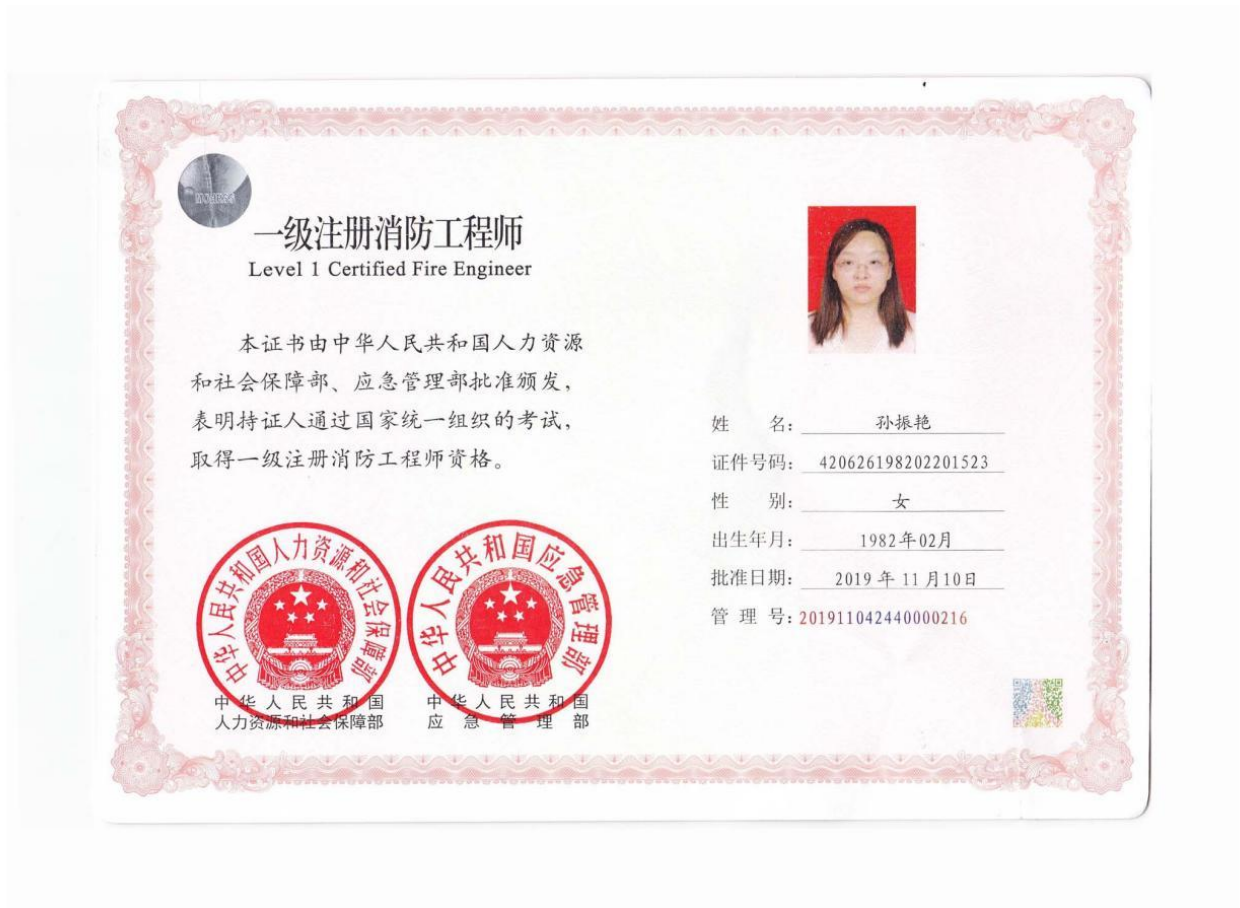 一级注册消防工程师
Level 1 Certified Fire Engineer
本证书由中华人民共和国人力资源
和社会保障部、应急管理部批准颁发，
表明持证人通过国家统一组织的考试，
取得一级注册消防工程师资格。
中华人民共和国人力资源和社会保障部
中华人民共和国应急管理部
中华人民共和国
人力资源和社会保障部
中华人民共和国
应急管理部
姓 名: 孙振艳
证件号码: 420626198202201523
性 别: 女
出生年月: 1982年02月
批准日期: 2019 年 11 月10日
管 理 号: 201911042440000216